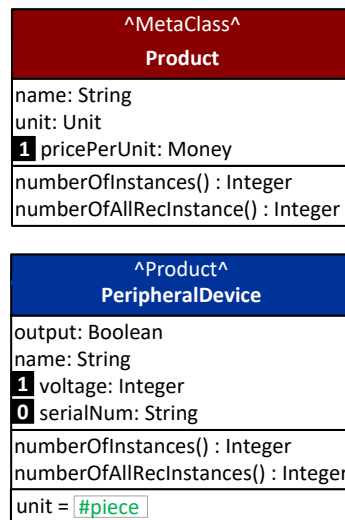 ^MetaClass^
Product
name: String
unit: Unit
1 pricePerUnit: Money
numberOfInstances() : Integer
numberOfAllRecInstance() : Integer
^Product^
PeripheralDevice
output: Boolean
name: String
1 voltage: Integer
0 serialNum: String
numberOfInstances() : Integer
numberOfAllRecInstances() : Integer
unit = #piece